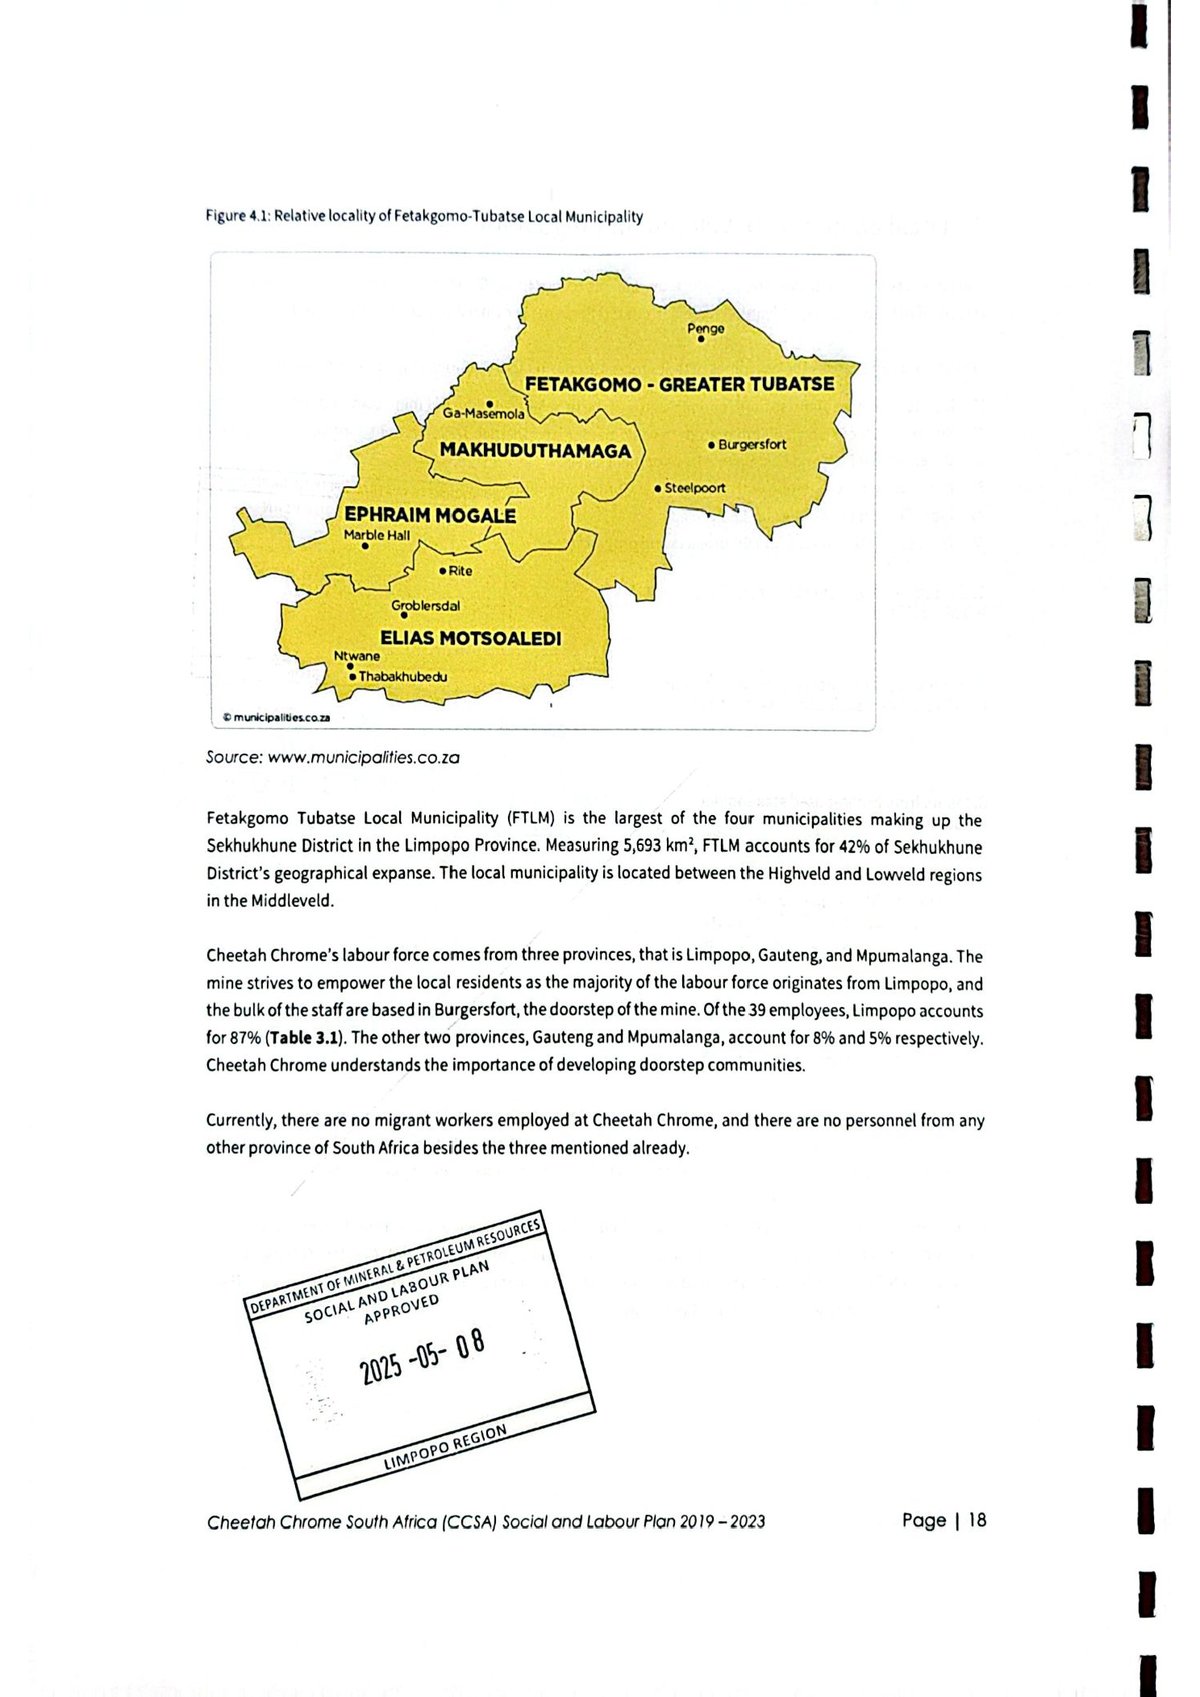 Figure 4.1: Relative locality of Fetakgomo-Tubatse Local Municipality
Penge
FETAKGOMO - GREATER TUBATSE
Ga-Masemola
MAKHUDUTHAMAGA
Burgersfort
Steelpoort
EPHRAIM MOGALE
Marble Hall
Rite
Groblersdal
ELIAS MOTSOALEDI
Ntwane
Thabakhubedu
© municipalities.co.za
Source: www.municipalities.co.za
Fetakgomo Tubatse Local Municipality (FTLM) is the largest of the four municipalities making up the
Sekhukhune District in the Limpopo Province. Measuring 5,693 km², FTLM accounts for 42% of Sekhukhune
District's geographical expanse. The local municipality is located between the Highveld and Lowveld regions
in the Middleveld.
Cheetah Chrome's labour force comes from three provinces, that is Limpopo, Gauteng, and Mpumalanga. The
mine strives to empower the local residents as the majority of the labour force originates from Limpopo, and
the bulk of the staff are based in Burgersfort, the doorstep of the mine. Of the 39 employees, Limpopo accounts
for 87% (Table 3.1). The other two provinces, Gauteng and Mpumalanga, account for 8% and 5% respectively.
Cheetah Chrome understands the importance of developing doorstep communities.
Currently, there are no migrant workers employed at Cheetah Chrome, and there are no personnel from any
other province of South Africa besides the three mentioned already.
DEPARTMENT OF MINERAL & PETROLEUM RESOURCES
SOCIAL AND LABOUR PLAN
APPROVED
2025 -05- 08
LIMPOPO REGION
Cheetah Chrome South Africa (CCSA) Social and Labour Plan 2019 – 2023
Page | 18